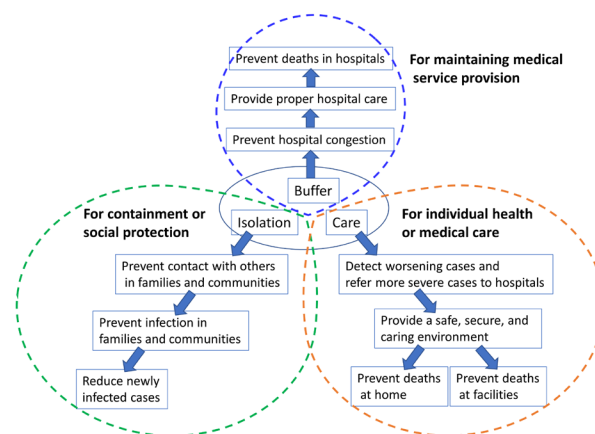 Prevent deaths in hospitals
For maintaining medical
service provision
Provide proper hospital care
Prevent hospital congestion
Buffer
Isolation
Care
For containment or
social protection
For individual health
or medical care
Prevent contact with others
in families and communities
Prevent infection in
families and communities
Reduce newly
infected cases
Detect worsening cases and
refer more severe cases to hospitals
Provide a safe, secure, and
caring environment
Prevent deaths
at home
Prevent deaths
at facilities